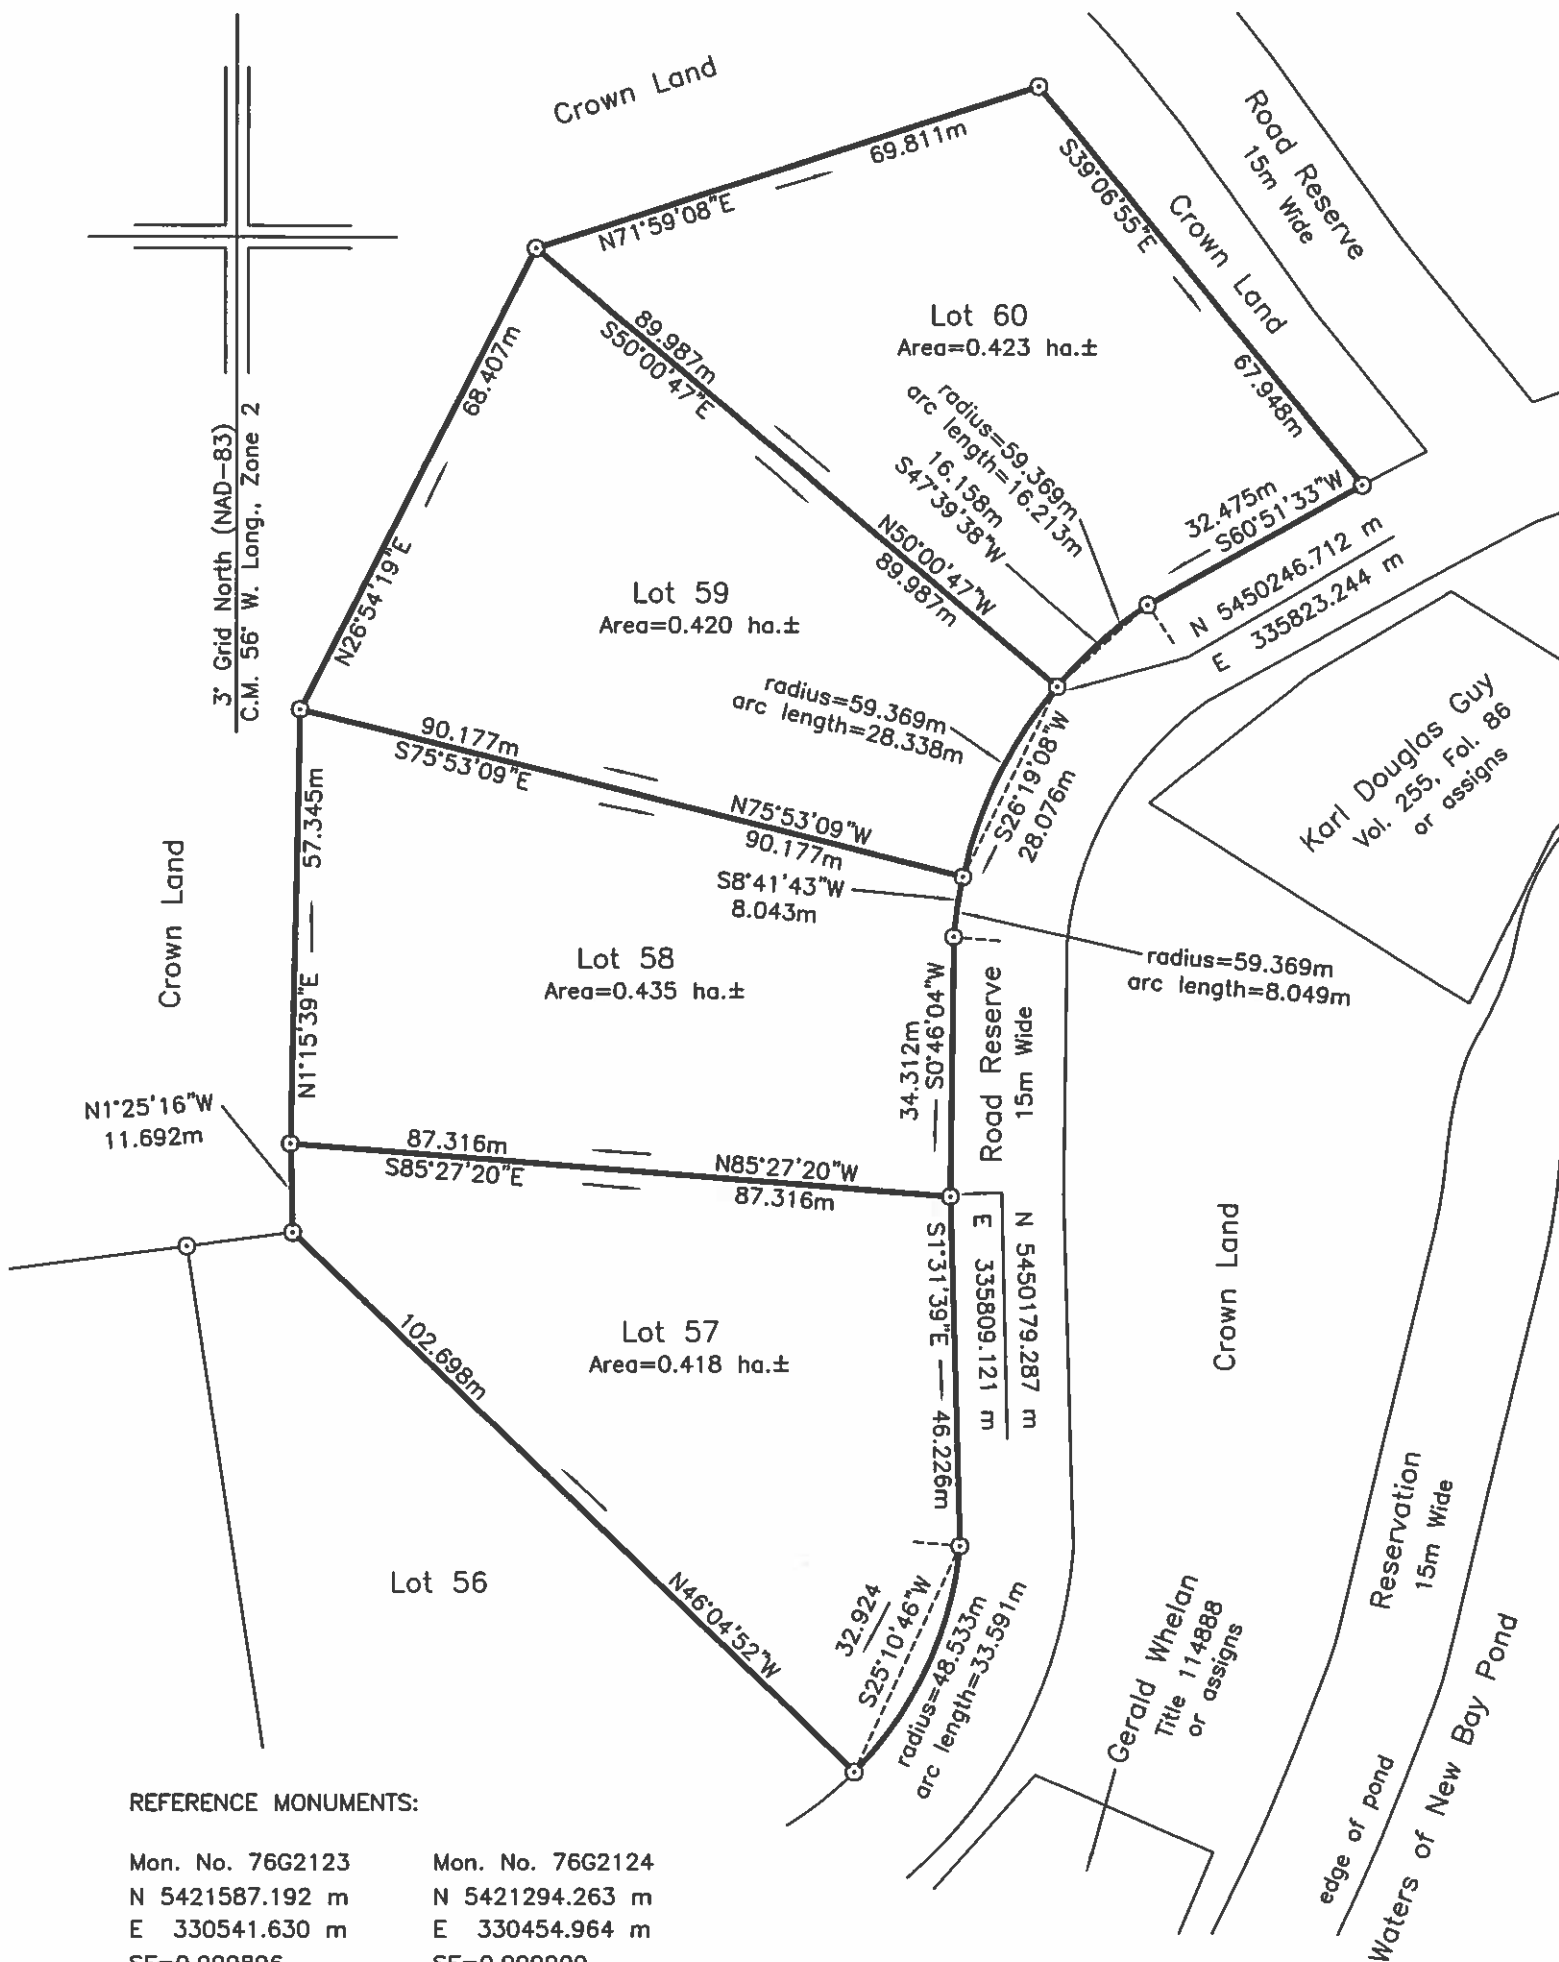 Crown Land
69.811m
N71°59'08"E
S39°06'55"E
67.948m
Road Reserve
15m Wide
Crown Land
3° Grid North (NAD-83)
C.M. 56° W. Long., Zone 2
Lot 60
Area=0.423 ha.±
68.407m
N26°54'19"E
89.987m
S50°00'47"E
N50°00'47"W
89.987m
radius=59.369m
arc length=16.213m
16.158m
S47°39'38"W
32.475m
S60°51'33"W
N 5450246.712 m
E 335823.244 m
Lot 59
Area=0.420 ha.±
radius=59.369m
arc length=28.338m
S26°19'08"W
28.076m
Karl Douglas Guy
Vol. 255, Fol. 86
or assigns
90.177m
S75°53'09"E
N75°53'09"W
90.177m
S8°41'43"W
8.043m
radius=59.369m
arc length=8.049m
Crown Land
57.345m
N1°15'39"E
Lot 58
Area=0.435 ha.±
34.312m
S0°46'04"W
Road Reserve
15m Wide
N1°25'16"W
11.692m
87.316m
S85°27'20"E
N85°27'20"W
87.316m
N 5450179.287 m
E 335809.121 m
S1°31'39"E
46.226m
Crown Land
Lot 57
Area=0.418 ha.±
102.698m
N46°04'52"W
Lot 56
32.924
S25°10'46"W
radius=48.533m
arc length=33.591m
Gerald Whelan
Title 114888
or assigns
Reservation
15m Wide
edge of pond
Waters of New Bay Pond
REFERENCE MONUMENTS:
Mon. No. 76G2123
N 5421587.192 m
E 330541.630 m
Mon. No. 76G2124
N 5421294.263 m
E 330454.964 m